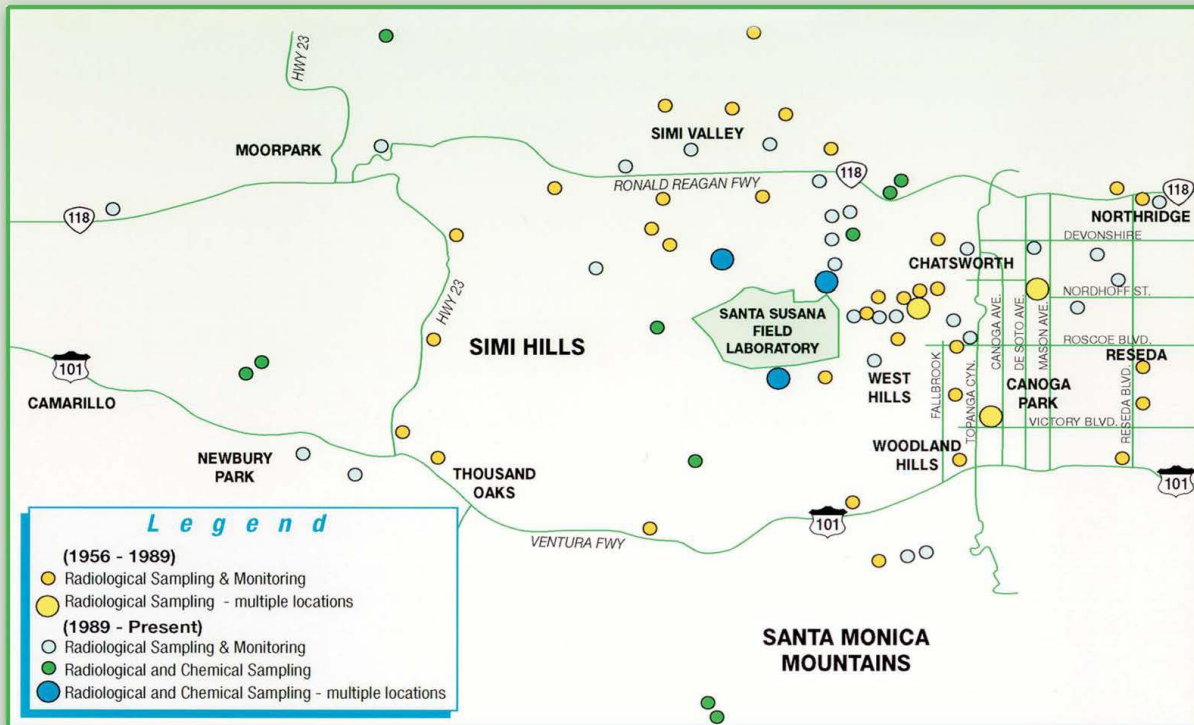 HWY 23
SIMI VALLEY
MOORPARK
RONALD REAGAN FWY
118
118
118
NORTHRIDGE
DEVONSHIRE
CHATSWORTH
NORDHOFF ST.
HWY 23
SANTA SUSANA
FIELD
LABORATORY
SIMI HILLS
CANOGA AVE.
DE SOTO AVE.
MASON AVE.
ROSCOE BLVD.
RESEDA
101
CAMARILLO
WEST
HILLS
FALLBROOK
TOPANGA CYN.
CANOGA
PARK
VICTORY BLVD.
RESEDA BLVD.
NEWBURY
PARK
THOUSAND
OAKS
WOODLAND
HILLS
101
101
VENTURA FWY
SANTA MONICA
MOUNTAINS
Legend
(1956 - 1989)
Radiological Sampling & Monitoring
Radiological Sampling - multiple locations
(1989 - Present)
Radiological Sampling & Monitoring
Radiological and Chemical Sampling
Radiological and Chemical Sampling - multiple locations